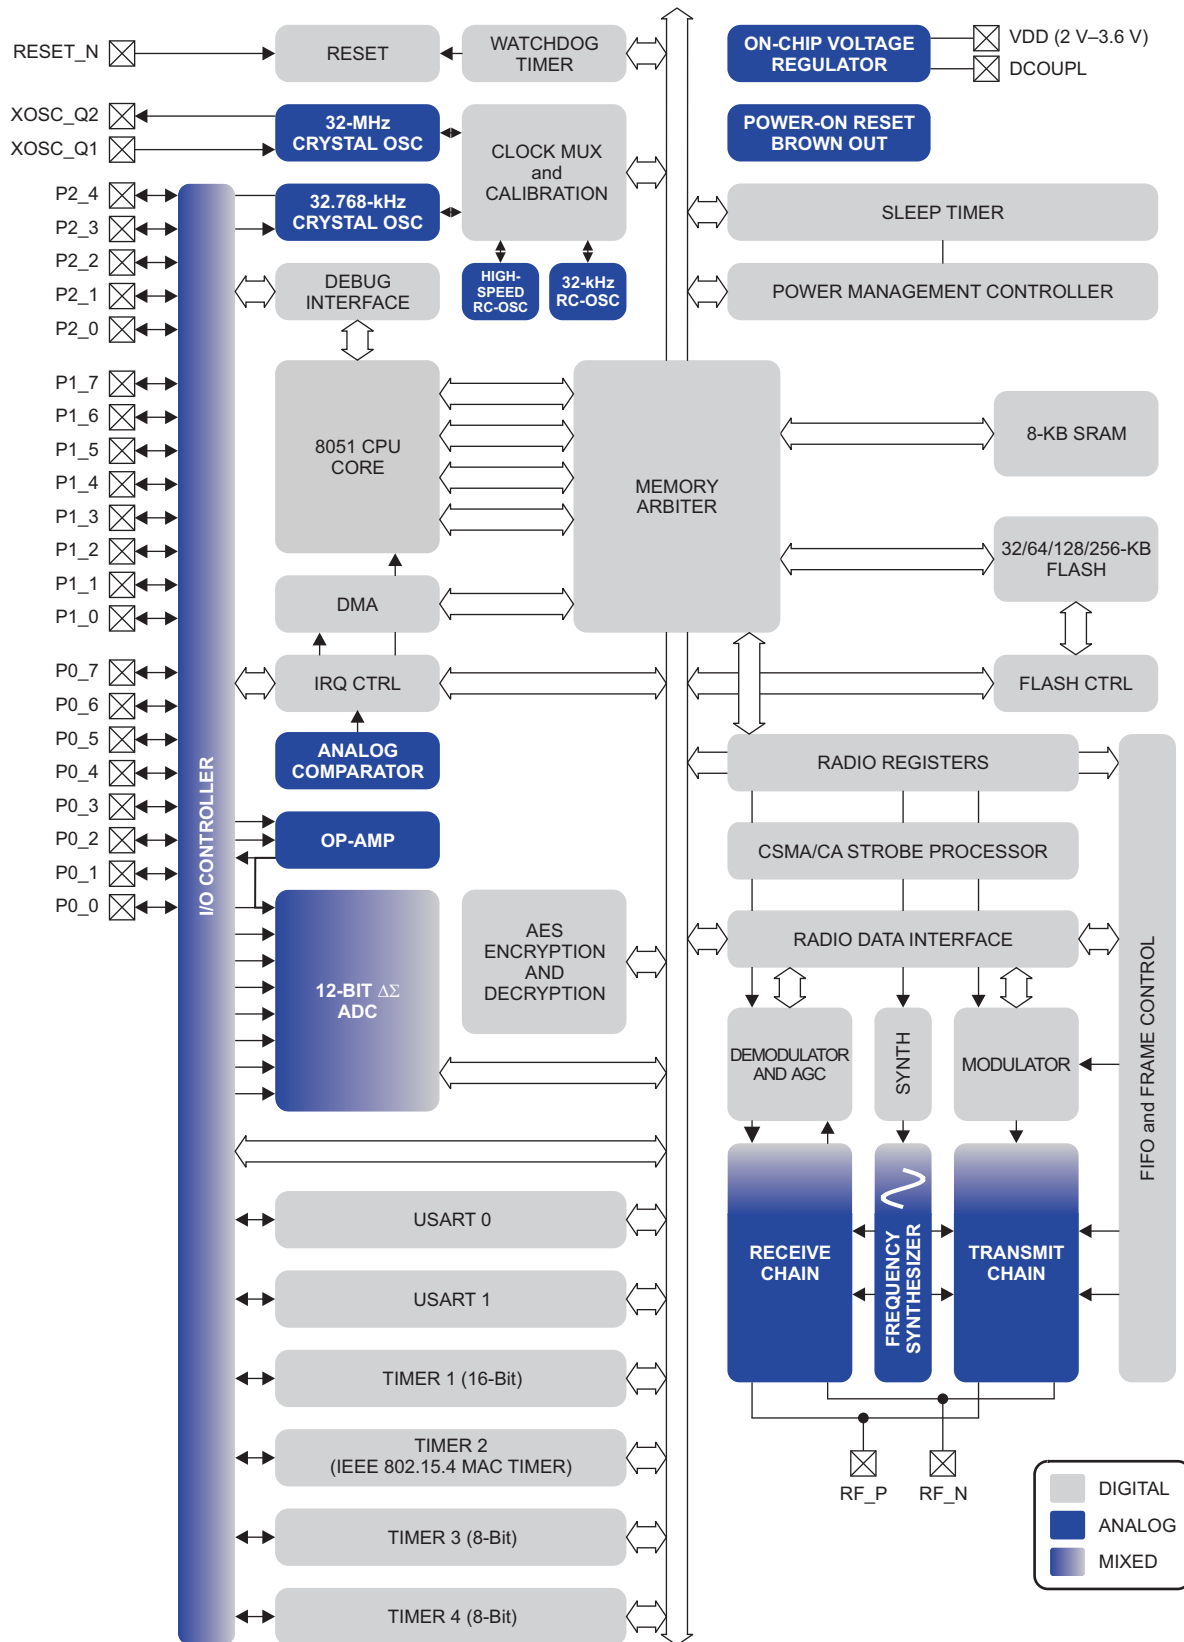 RESET_N
RESET
WATCHDOG
TIMER
ON-CHIP VOLTAGE
REGULATOR
VDD (2 V–3.6 V)
DCOUPL
XOSC_Q2
XOSC_Q1
32-MHz
CRYSTAL OSC
CLOCK MUX
and
CALIBRATION
POWER-ON RESET
BROWN OUT
P2_4
P2_3
P2_2
P2_1
P2_0
32.768-kHz
CRYSTAL OSC
SLEEP TIMER
DEBUG
INTERFACE
HIGH-
SPEED
RC-OSC
32-kHz
RC-OSC
POWER MANAGEMENT CONTROLLER
P1_7
P1_6
P1_5
P1_4
P1_3
P1_2
P1_1
P1_0
8051 CPU
CORE
MEMORY
ARBITER
8-KB SRAM
32/64/128/256-KB
FLASH
DMA
P0_7
P0_6
P0_5
P0_4
P0_3
P0_2
P0_1
P0_0
I/O CONTROLLER
IRQ CTRL
FLASH CTRL
ANALOG
COMPARATOR
RADIO REGISTERS
OP-AMP
CSMA/CA STROBE PROCESSOR
12-BIT ΔΣ
ADC
AES
ENCRYPTION
AND
DECRYPTION
RADIO DATA INTERFACE
FIFO and FRAME CONTROL
DEMODULATOR
AND AGC
SYNTH
MODULATOR
RECEIVE
CHAIN
FREQUENCY
SYNTHESIZER
TRANSMIT
CHAIN
USART 0
USART 1
TIMER 1 (16-Bit)
TIMER 2
(IEEE 802.15.4 MAC TIMER)
TIMER 3 (8-Bit)
TIMER 4 (8-Bit)
RF_P
RF_N
DIGITAL
ANALOG
MIXED